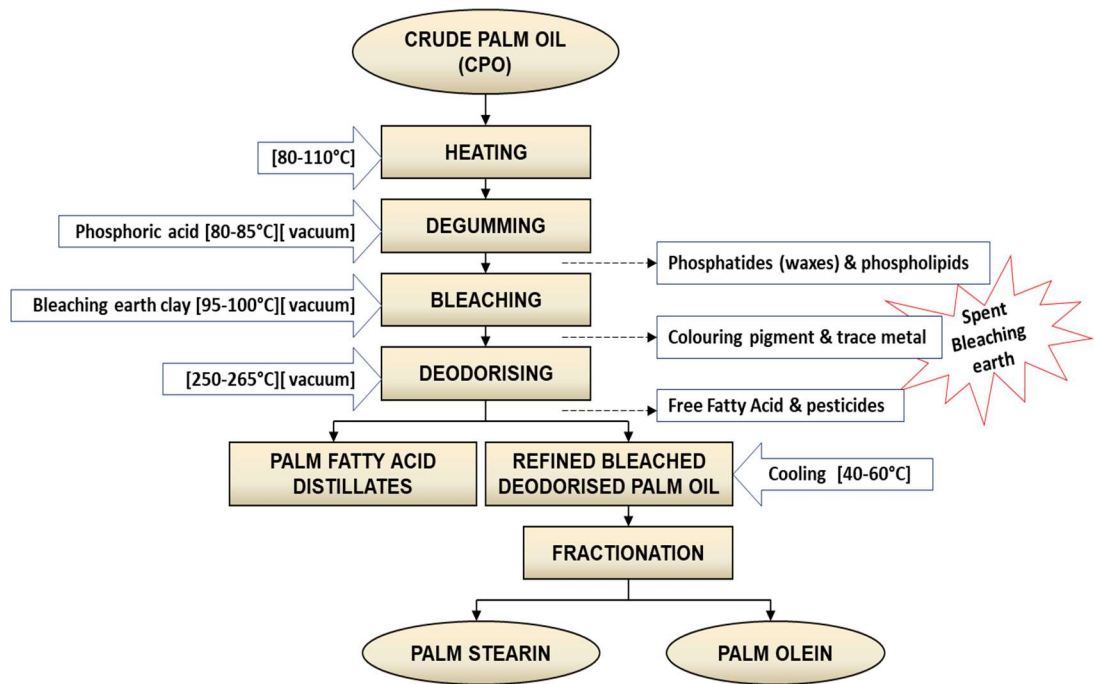 CRUDE PALM OIL
(CPO)
[80-110°C]
HEATING
Phosphoric acid [80-85°C][ vacuum]
DEGUMMING
Phosphatides (waxes) & phospholipids
Bleaching earth clay [95-100°C][ vacuum]
BLEACHING
Spent
Bleaching
earth
Colouring pigment & trace metal
[250-265°C][ vacuum]
DEODORISING
Free Fatty Acid & pesticides
PALM FATTY ACID
DISTILLATES
REFINED BLEACHED
DEODORISED PALM OIL
Cooling [40-60°C]
FRACTIONATION
PALM STEARIN
PALM OLEIN